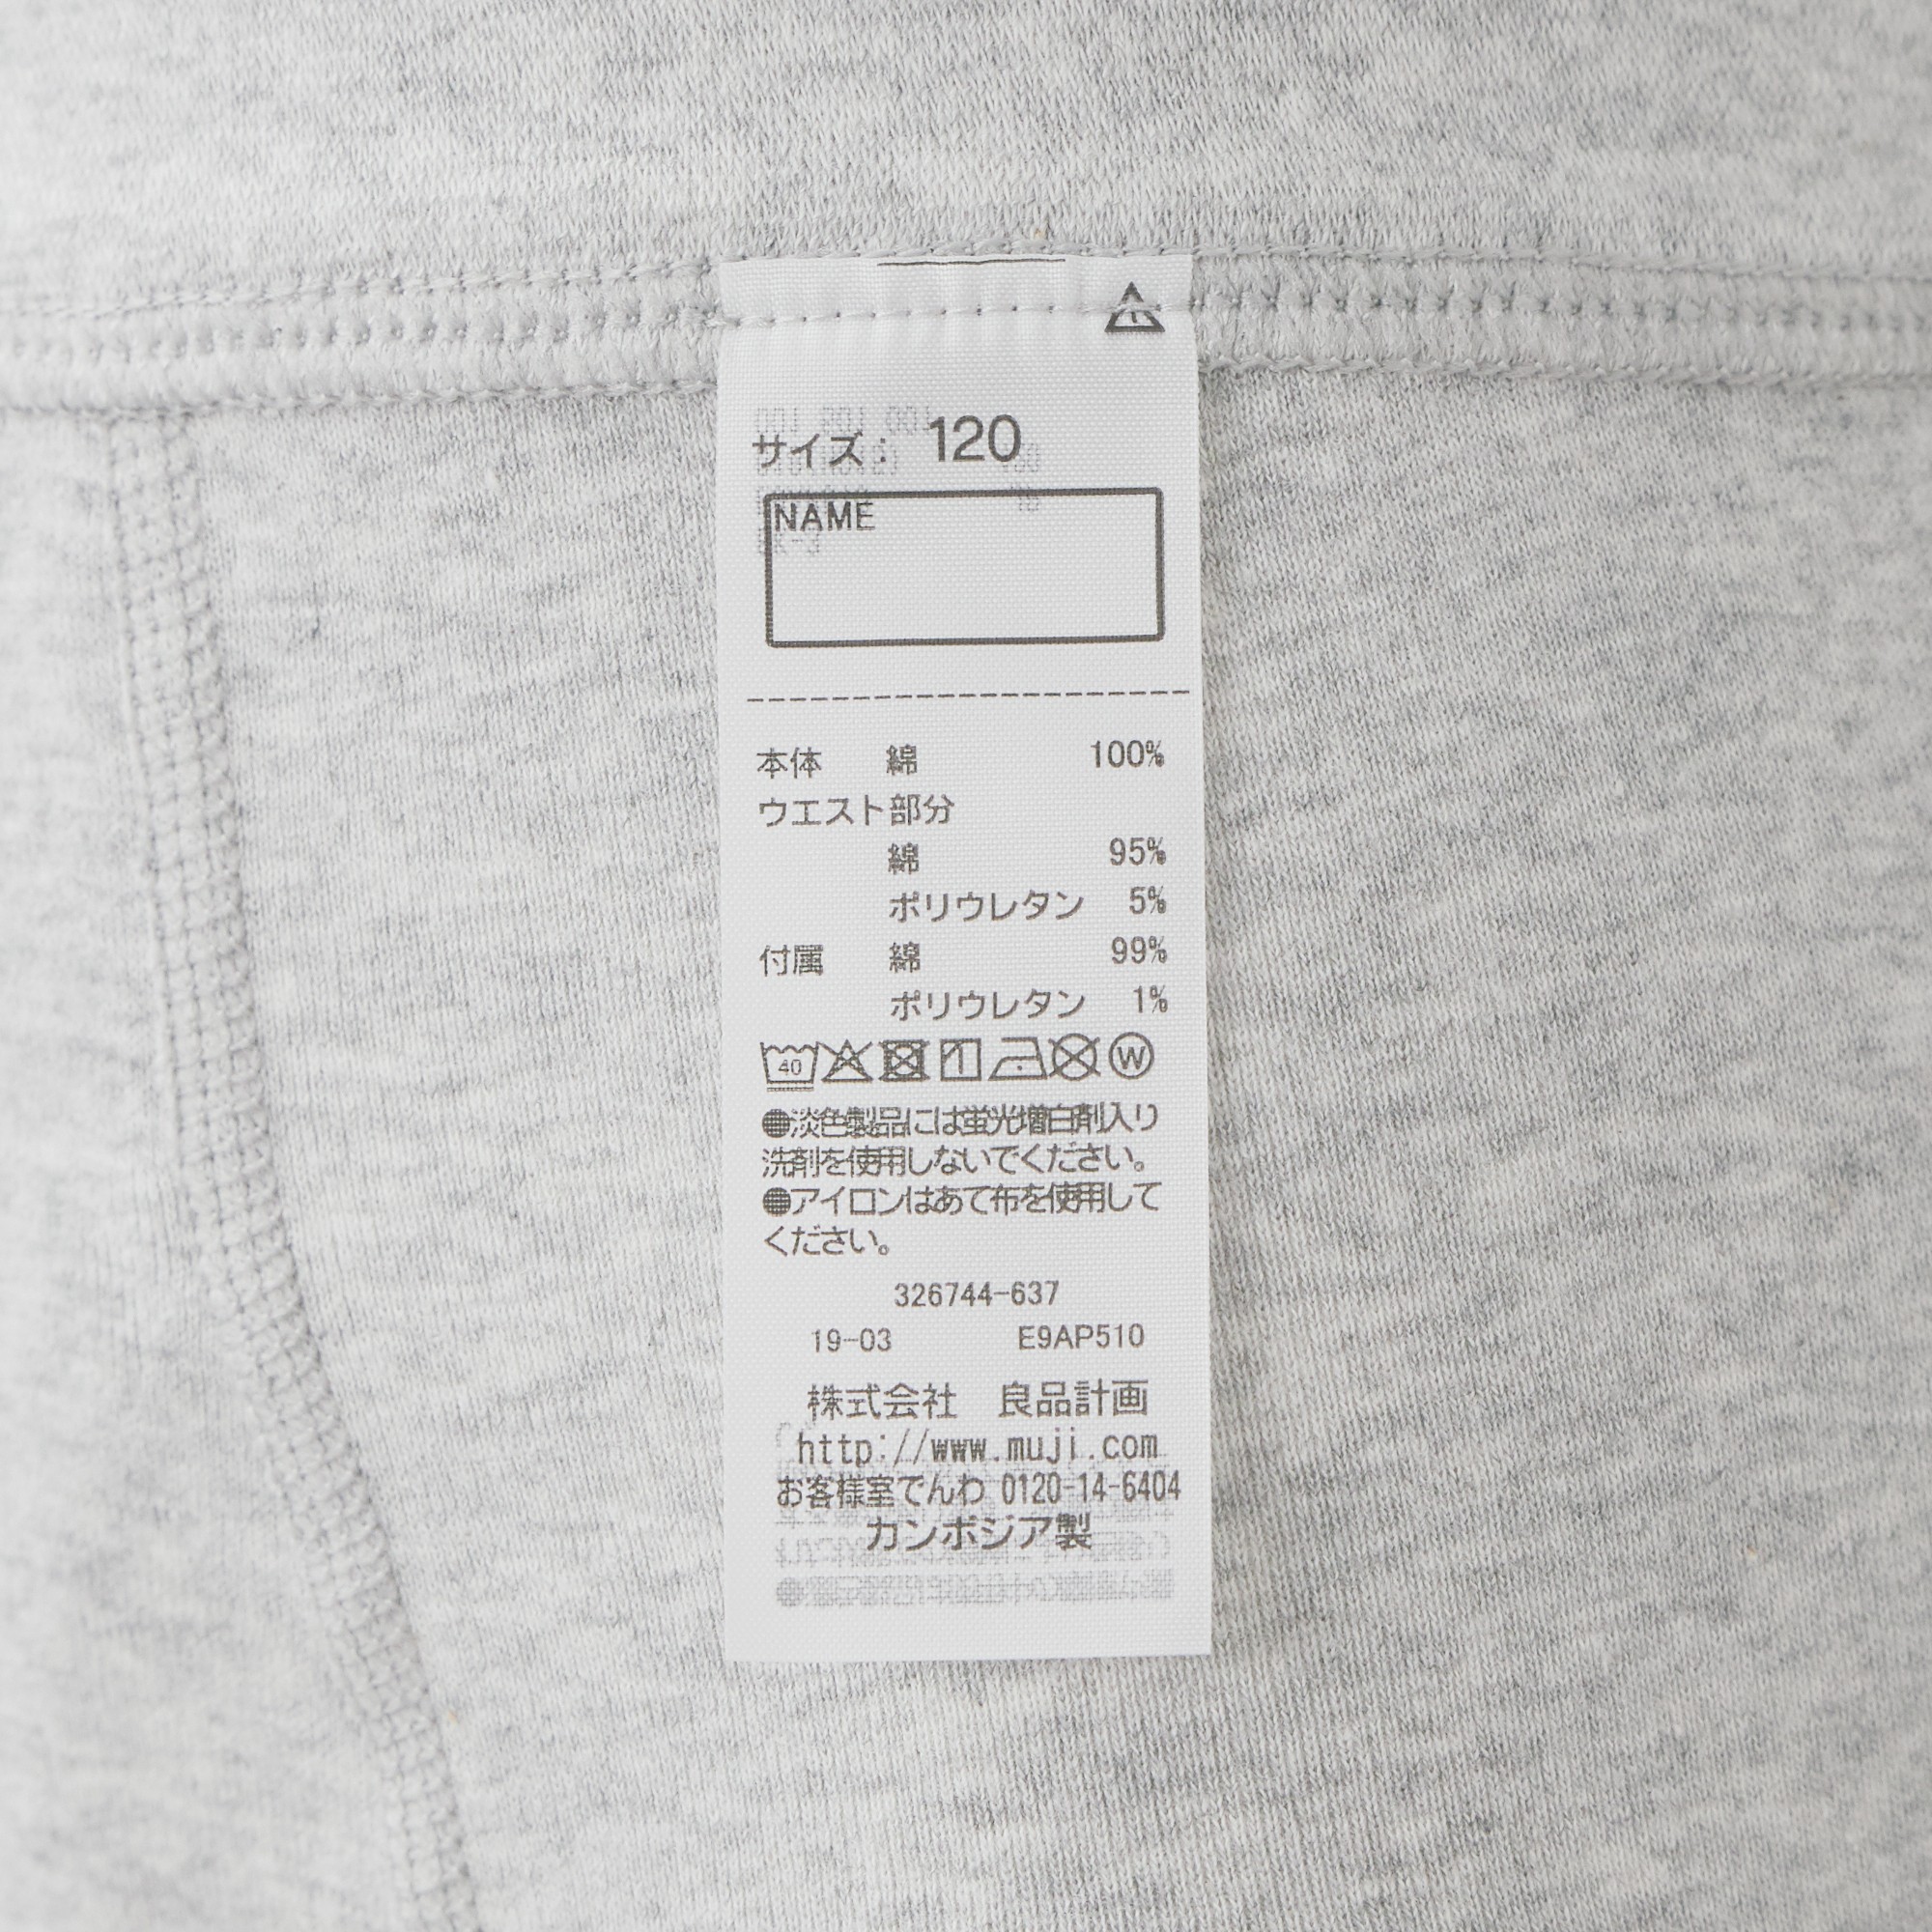 サイズ: 120
NAME
本体 綿 100%
ウエスト部分
綿 95%
ポリウレタン 5%
付属 綿 99%
ポリウレタン 1%
40 W
●淡色製品には蛍光増白剤入り
洗剤を使用しないでください。
●アイロンはあて布を使用して
ください。
326744-637
19-03 E9AP510
株式会社 良品計画
http://www.muji.com
お客様室でんわ 0120-14-6404
カンボジア製